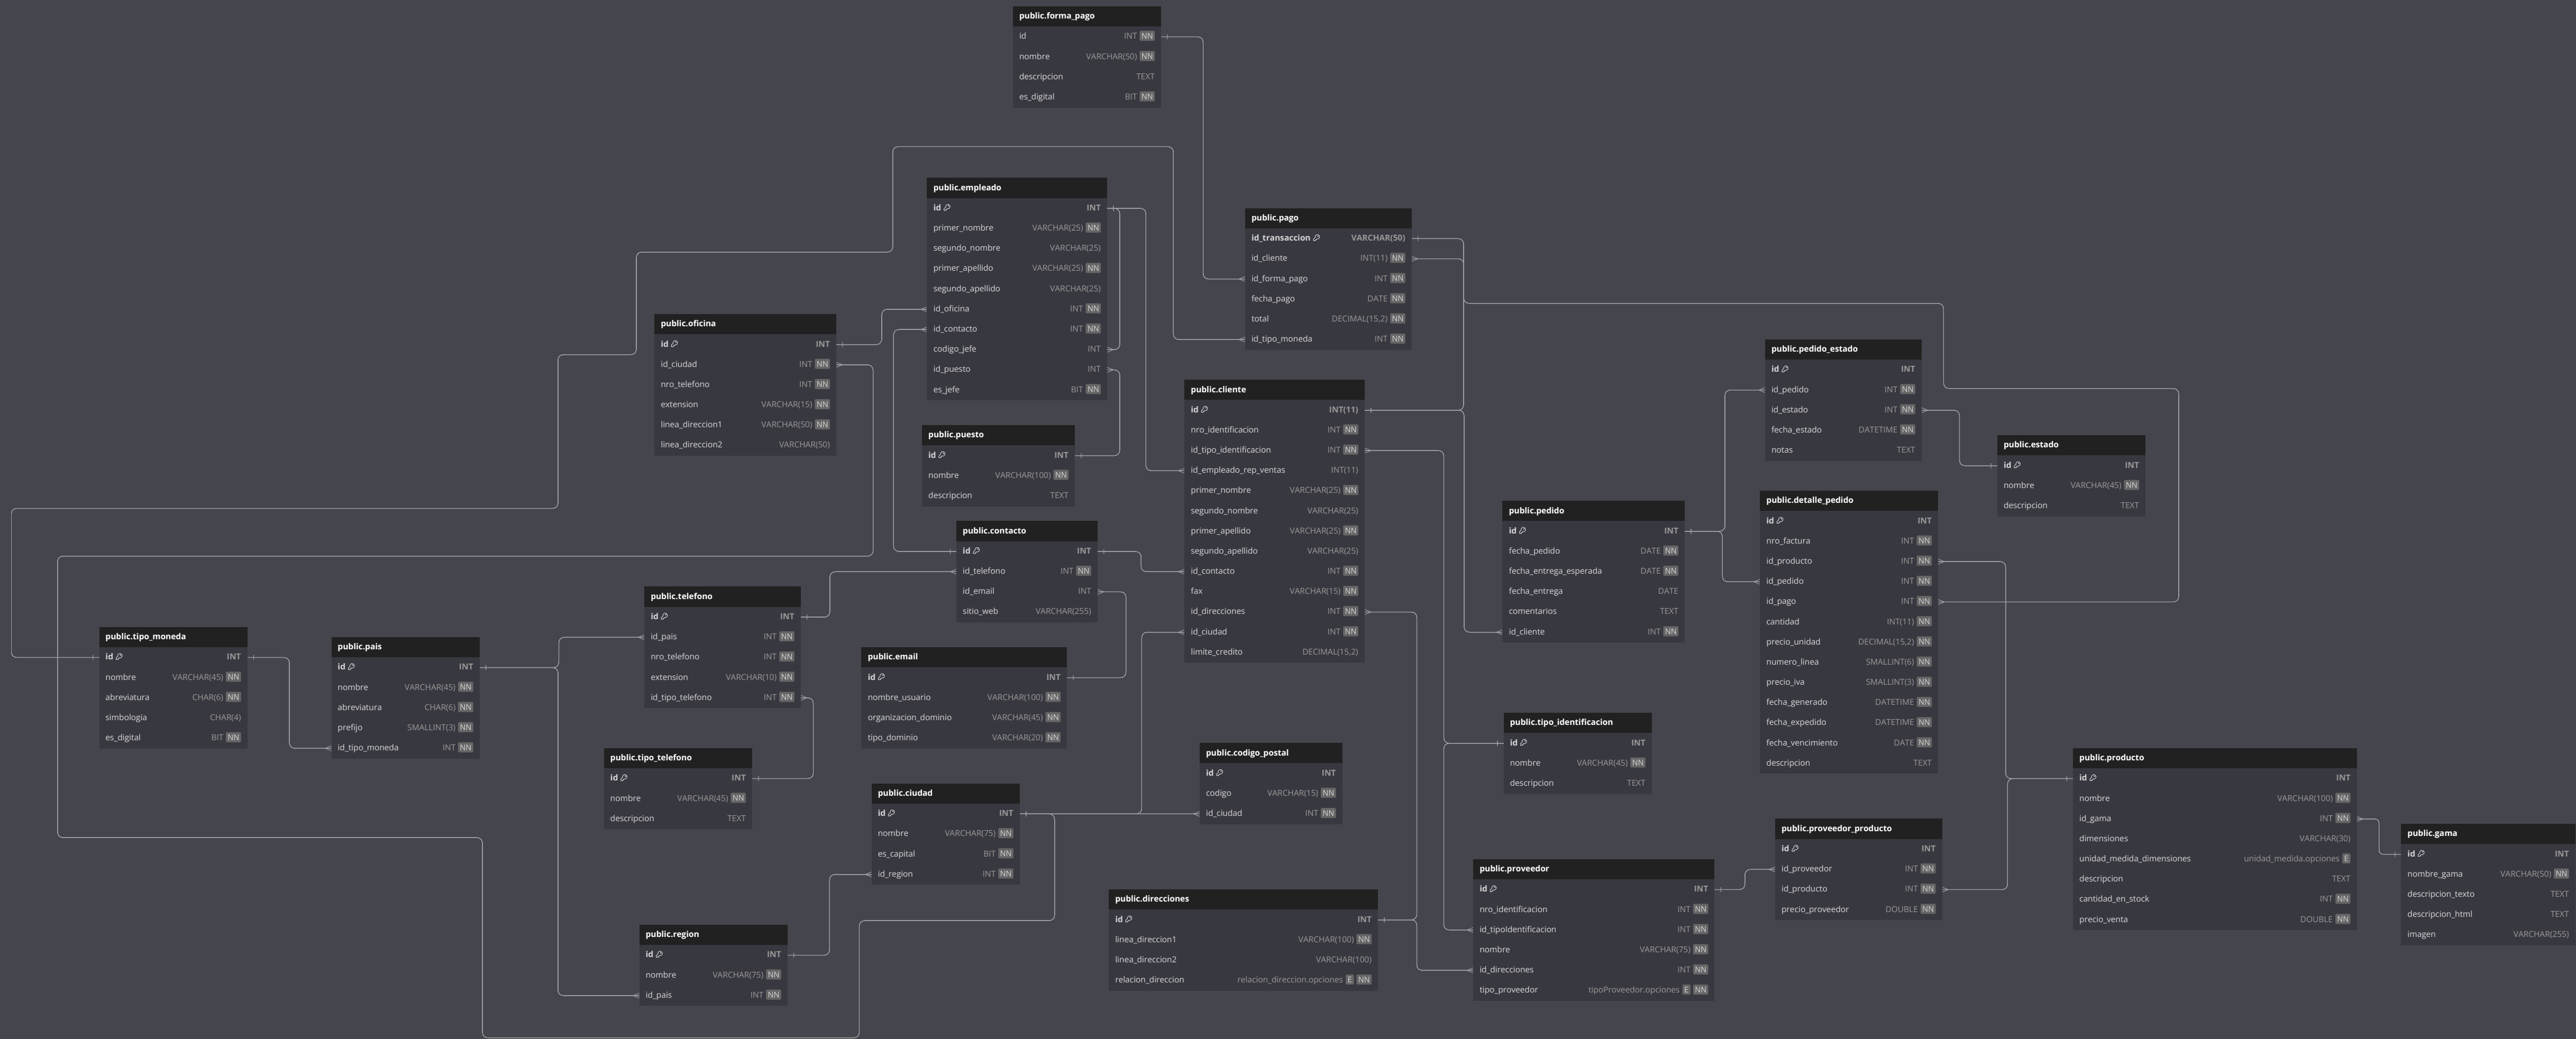 public.forma_pago
id INT NN
nombre VARCHAR(50) NN
descripcion TEXT
es_digital BIT NN
public.empleado
id INT
primer_nombre VARCHAR(25) NN
segundo_nombre VARCHAR(25)
primer_apellido VARCHAR(25) NN
segundo_apellido VARCHAR(25)
id_oficina INT NN
id_contacto INT NN
codigo_jefe INT
id_puesto INT
es_jefe BIT NN
public.pago
id_transaccion VARCHAR(50)
id_cliente INT(11) NN
id_forma_pago INT NN
fecha_pago DATE NN
total DECIMAL(15,2) NN
id_tipo_moneda INT NN
public.oficina
id INT
id_ciudad INT NN
nro_telefono INT NN
extension VARCHAR(15) NN
linea_direccion1 VARCHAR(50) NN
linea_direccion2 VARCHAR(50)
public.pedido_estado
id INT
id_pedido INT NN
id_estado INT NN
fecha_estado DATETIME NN
notas TEXT
public.cliente
id INT(11)
nro_identificacion INT NN
id_tipo_identificacion INT NN
id_empleado_rep_ventas INT(11)
primer_nombre VARCHAR(25) NN
segundo_nombre VARCHAR(25)
primer_apellido VARCHAR(25) NN
segundo_apellido VARCHAR(25)
id_contacto INT NN
fax VARCHAR(15) NN
id_direcciones INT NN
id_ciudad INT NN
limite_credito DECIMAL(15,2)
public.puesto
id INT
nombre VARCHAR(100) NN
descripcion TEXT
public.estado
id INT
nombre VARCHAR(45) NN
descripcion TEXT
public.detalle_pedido
id INT
nro_factura INT NN
id_producto INT NN
id_pedido INT NN
id_pago INT NN
cantidad INT(11) NN
precio_unidad DECIMAL(15,2) NN
numero_linea SMALLINT(6) NN
precio_iva SMALLINT(3) NN
fecha_generado DATETIME NN
fecha_expedido DATETIME NN
fecha_vencimiento DATE NN
descripcion TEXT
public.pedido
id INT
fecha_pedido DATE NN
fecha_entrega_esperada DATE NN
fecha_entrega DATE
comentarios TEXT
id_cliente INT NN
public.contacto
id INT
id_telefono INT NN
id_email INT
sitio_web VARCHAR(255)
public.telefono
id INT
id_pais INT NN
nro_telefono INT NN
extension VARCHAR(10) NN
id_tipo_telefono INT NN
public.tipo_moneda
id INT
nombre VARCHAR(45) NN
abreviatura CHAR(6) NN
simbologia CHAR(4)
es_digital BIT NN
public.pais
id INT
nombre VARCHAR(45) NN
abreviatura CHAR(6) NN
prefijo SMALLINT(3) NN
id_tipo_moneda INT NN
public.email
id INT
nombre_usuario VARCHAR(100) NN
organizacion_dominio VARCHAR(45) NN
tipo_dominio VARCHAR(20) NN
public.tipo_identificacion
id INT
nombre VARCHAR(45) NN
descripcion TEXT
public.codigo_postal
id INT
codigo VARCHAR(15) NN
id_ciudad INT NN
public.tipo_telefono
id INT
nombre VARCHAR(45) NN
descripcion TEXT
public.producto
id INT
nombre VARCHAR(100) NN
id_gama INT NN
dimensiones VARCHAR(30)
unidad_medida_dimensiones unidad_medida.opciones E
descripcion TEXT
cantidad_en_stock INT NN
precio_venta DOUBLE NN
public.ciudad
id INT
nombre VARCHAR(75) NN
es_capital BIT NN
id_region INT NN
public.proveedor_producto
id INT
id_proveedor INT NN
id_producto INT NN
precio_proveedor DOUBLE NN
public.gama
id INT
nombre_gama VARCHAR(50) NN
descripcion_texto TEXT
descripcion_html TEXT
imagen VARCHAR(255)
public.proveedor
id INT
nro_identificacion INT NN
id_tipoIdentificacion INT NN
nombre VARCHAR(75) NN
id_direcciones INT NN
tipo_proveedor tipoProveedor.opciones E NN
public.direcciones
id INT
linea_direccion1 VARCHAR(100) NN
linea_direccion2 VARCHAR(100)
relacion_direccion relacion_direccion.opciones E NN
public.region
id INT
nombre VARCHAR(75) NN
id_pais INT NN